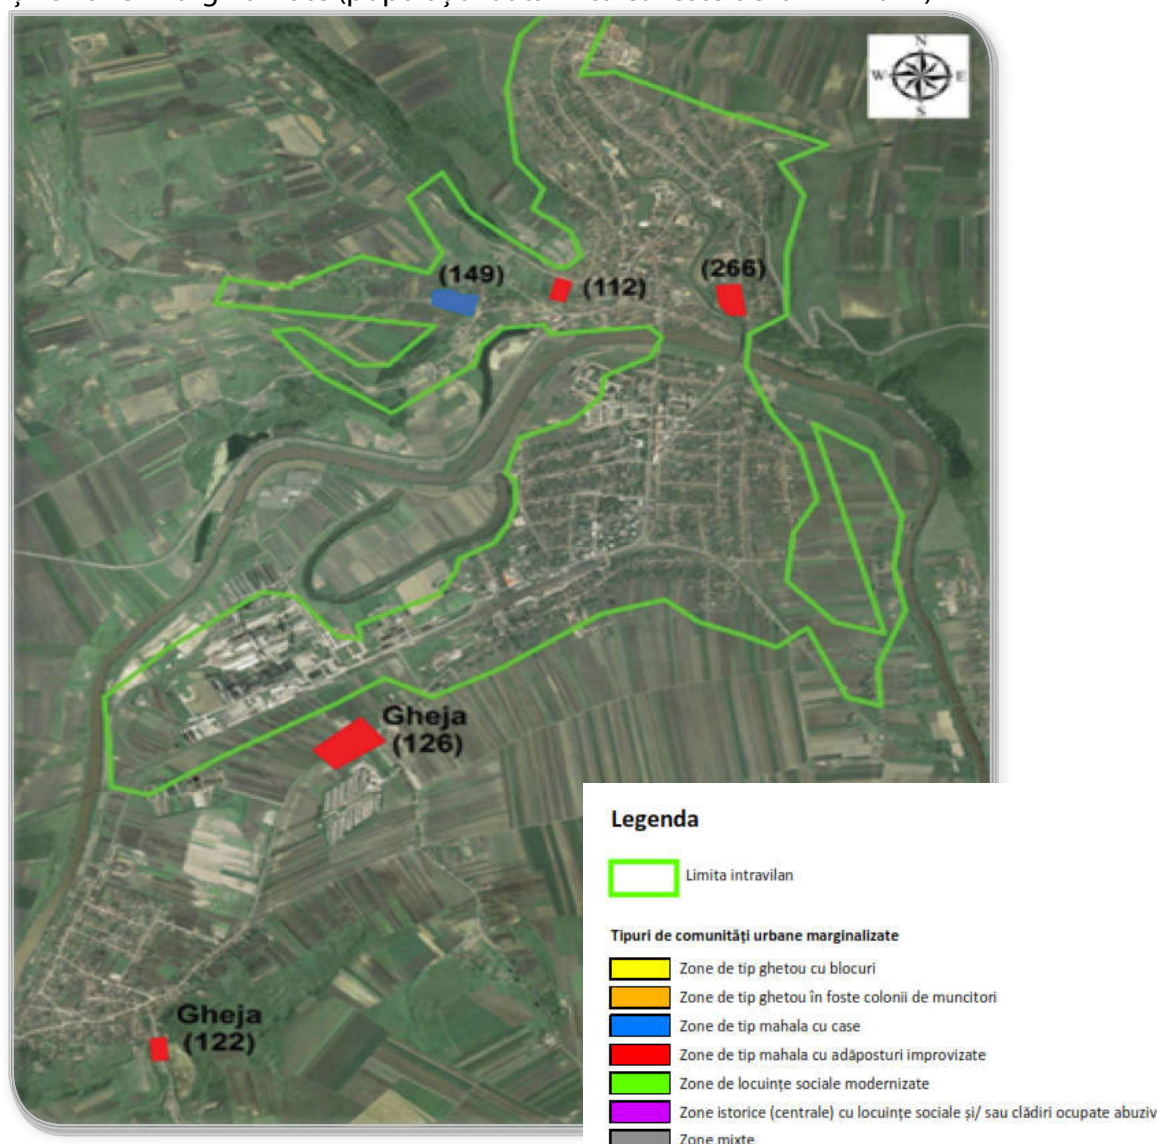 N
W E
S
(149)
(112)
(266)
Gheja
(126)
Gheja
(122)
Legenda
Limita intravilan
Tipuri de comunități urbane marginalizate
Zone de tip ghetou cu blocuri
Zone de tip ghetou în foste colonii de muncitori
Zone de tip mahala cu case
Zone de tip mahala cu adăposturi improvizate
Zone de locuințe sociale modernizate
Zone istorice (centrale) cu locuințe sociale și/ sau clădiri ocupate abuziv
Zone mixte